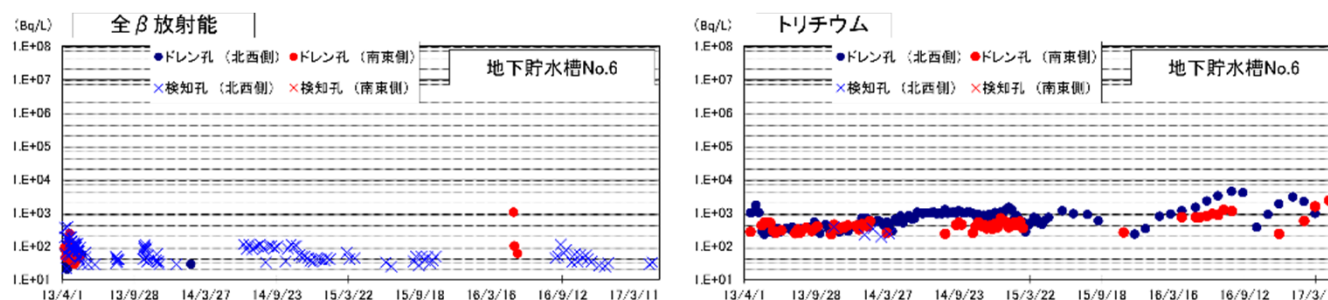 全β放射能
(Bq/L)
1.E+08
1.E+07
1.E+06
1.E+05
1.E+04
1.E+03
1.E+02
1.E+01
●ドレン孔 (北西側) ●ドレン孔 (南東側)
×検知孔 (北西側) ×検知孔 (南東側)
地下貯水槽No.6
13/4/1 13/9/28 14/3/27 14/9/23 15/3/22 15/9/18 16/3/16 16/9/12 17/3/11
トリチウム
(Bq/L)
1.E+08
1.E+07
1.E+06
1.E+05
1.E+04
1.E+03
1.E+02
1.E+01
●ドレン孔 (北西側) ●ドレン孔 (南東側)
×検知孔 (北西側) ×検知孔 (南東側)
地下貯水槽No.6
13/4/1 13/9/28 14/3/27 14/9/23 15/3/22 15/9/18 16/3/16 16/9/12